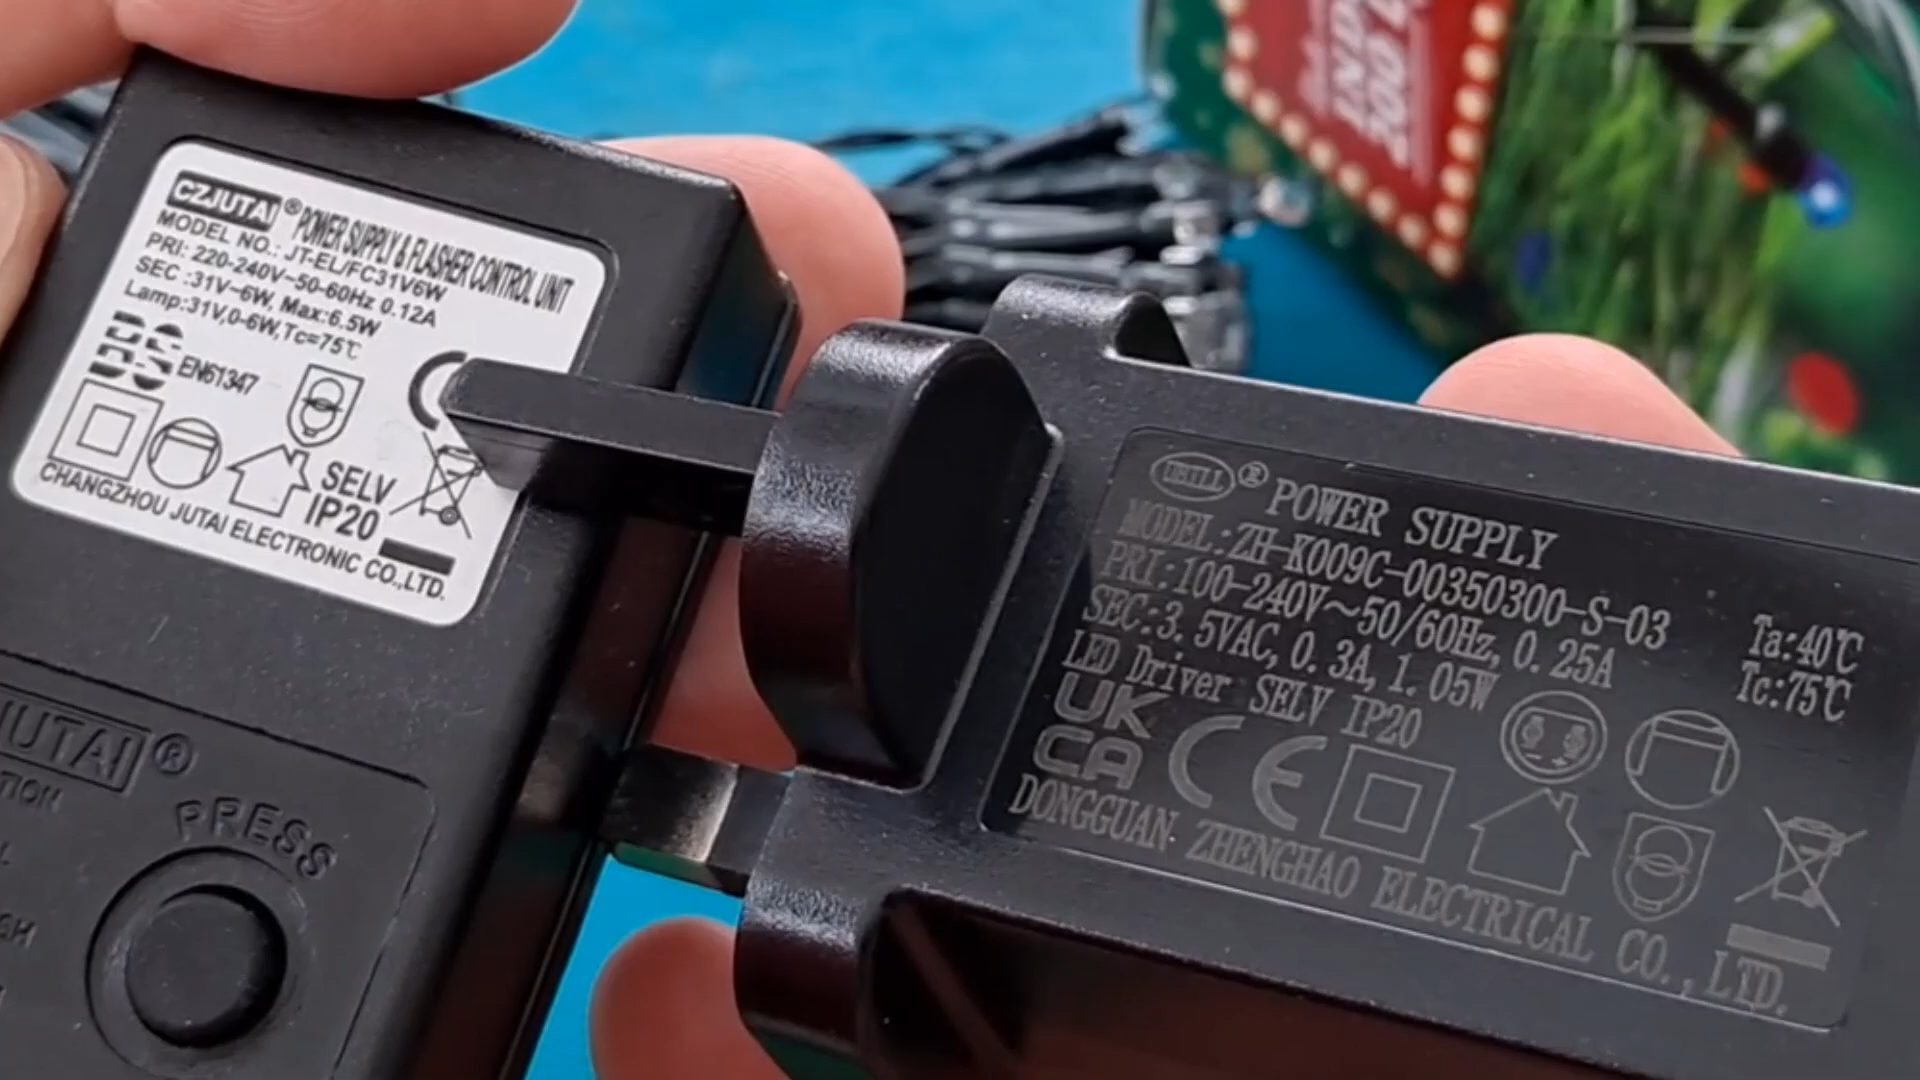 CZJUTAI ® POWER SUPPLY & FLASHER CONTROL UNIT
MODEL NO.: JT-EL/FC31V6W
PRI: 220-240V~50-60Hz 0.12A
SEC :31V~6W, Max:6.5W
Lamp:31V,0-6W,Tc=75℃
BS EN61347
SELV
IP20
CHANGZHOU JUTAI ELECTRONIC CO.,LTD.
JUTAI ®
PRESS
® POWER SUPPLY
MODEL:ZH-K009C-00350300-S-03
PRI:100-240V~50/60Hz, 0.25A
SEC:3.5VAC, 0.3A, 1.05W
LED Driver SELV IP20
Ta:40℃
Tc:75℃
UK
CA
CE
DONGGUAN ZHENGHAO ELECTRICAL CO.,LTD.
200